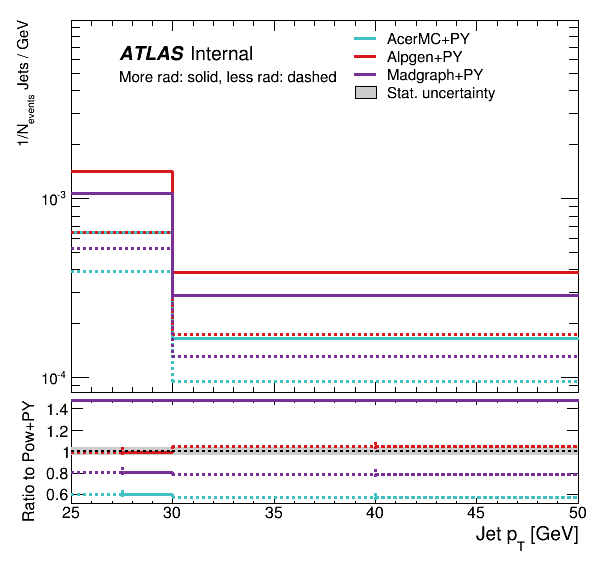 ATLAS Internal
More rad: solid, less rad: dashed
AcerMC+PY
Alpgen+PY
Madgraph+PY
Stat. uncertainty
1/N_events Jets / GeV
10^-3
10^-4
Ratio to Pow+PY
1.4
1.2
1
0.8
0.6
25 30 35 40 45 50
Jet p_T [GeV]